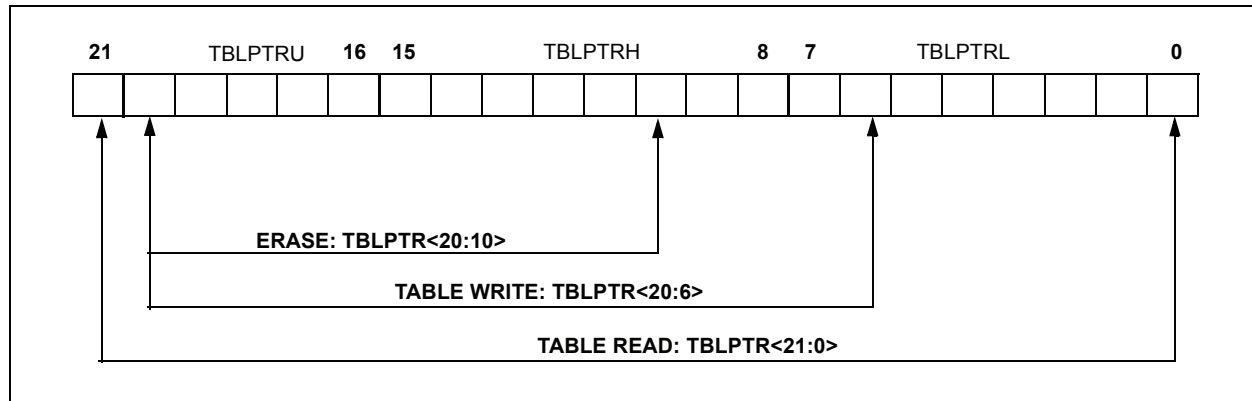 21 TBLPTRU 16 15 TBLPTRH 8 7 TBLPTRL 0
ERASE: TBLPTR<20:10>
TABLE WRITE: TBLPTR<20:6>
TABLE READ: TBLPTR<21:0>